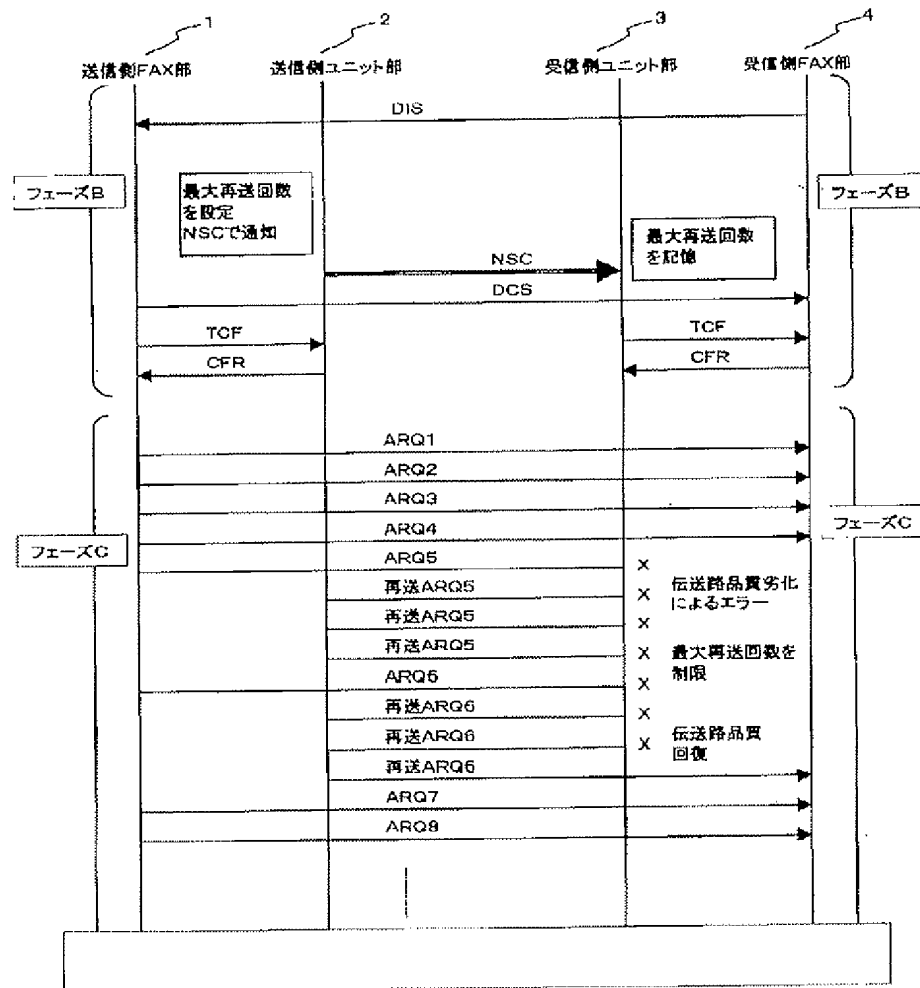 1
2
3
4
送信側FAX部
送信側ユニット部
受信側ユニット部
受信側FAX部
DIS
フェーズB
フェーズB
最大再送回数
を設定
NSCで通知
最大再送回数
を記憶
NSC
DCS
TCF
TCF
CFR
CFR
ARQ1
ARQ2
ARQ3
ARQ4
フェーズC
フェーズC
ARQ5
X
再送ARQ5
X
伝送路品質劣化
によるエラー
再送ARQ5
X
再送ARQ5
X
最大再送回数を
制限
ARQ6
X
再送ARQ6
X
再送ARQ6
X
伝送路品質
回復
再送ARQ6
ARQ7
ARQ8